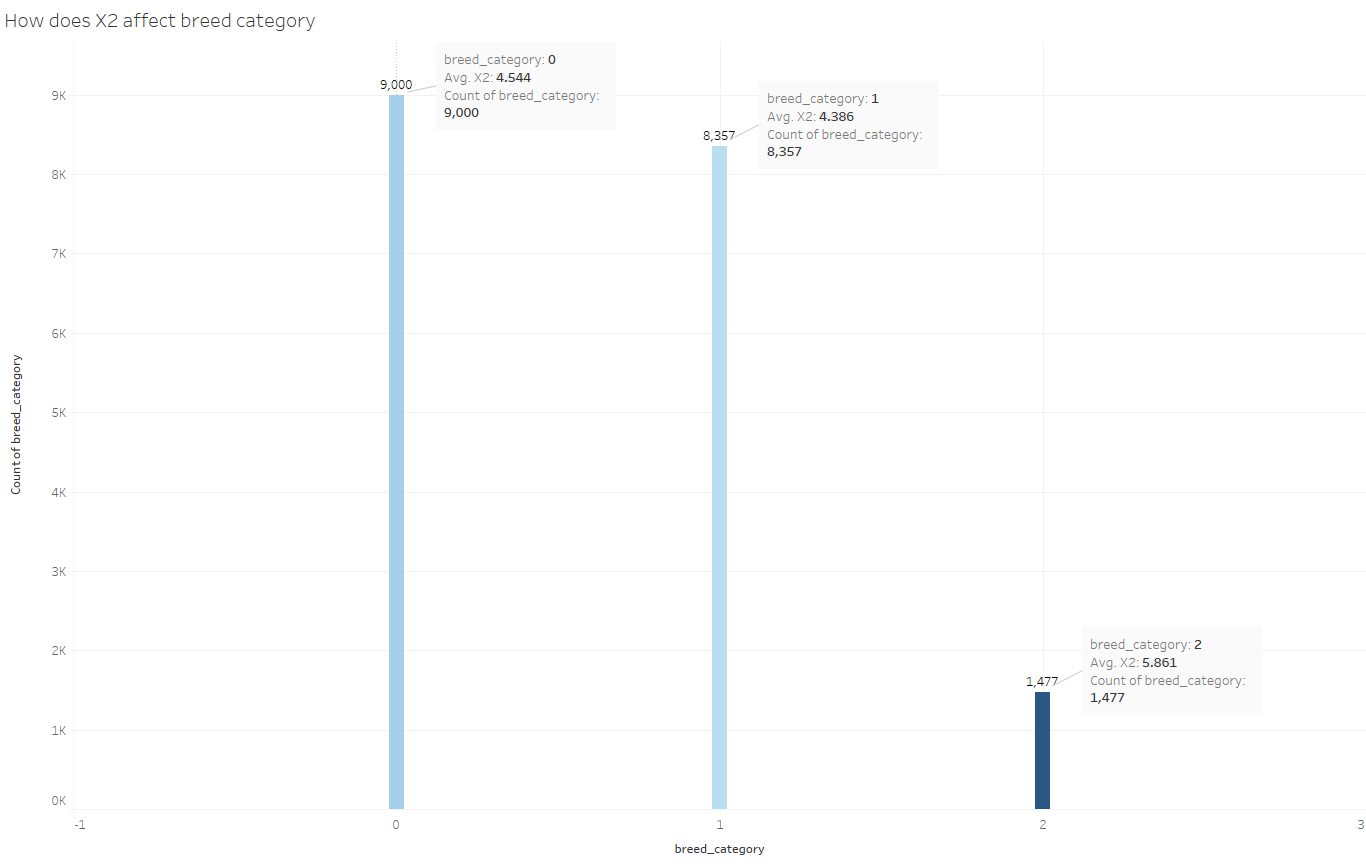 How does X2 affect breed category
breed_category: 0
Avg. X2: 4.544
Count of breed_category:
9,000
9,000
breed_category: 1
Avg. X2: 4.386
Count of breed_category:
8,357
8,357
breed_category: 2
Avg. X2: 5.861
Count of breed_category:
1,477
1,477
9K
8K
7K
6K
5K
4K
3K
2K
1K
0K
Count of breed_category
-1
0
1
2
3
breed_category